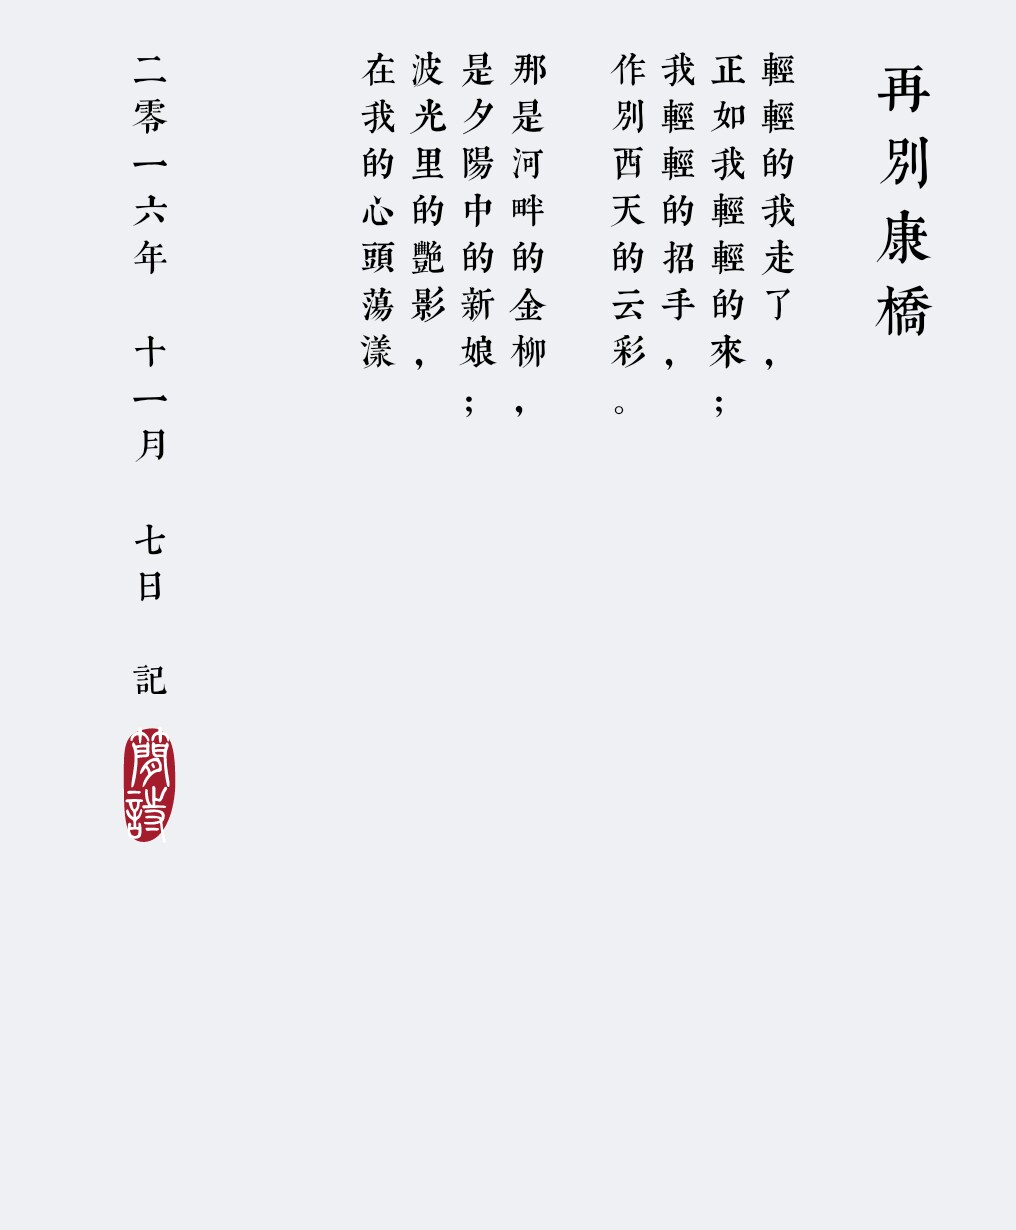 再別康橋
輕輕的我走了，
正如我輕輕的來；
我輕輕的招手，
作別西天的云彩。
那是河畔的金柳，
是夕陽中的新娘；
波光里的艷影，
在我的心頭蕩漾
二零一六年 十一月 七日 記
簡詩